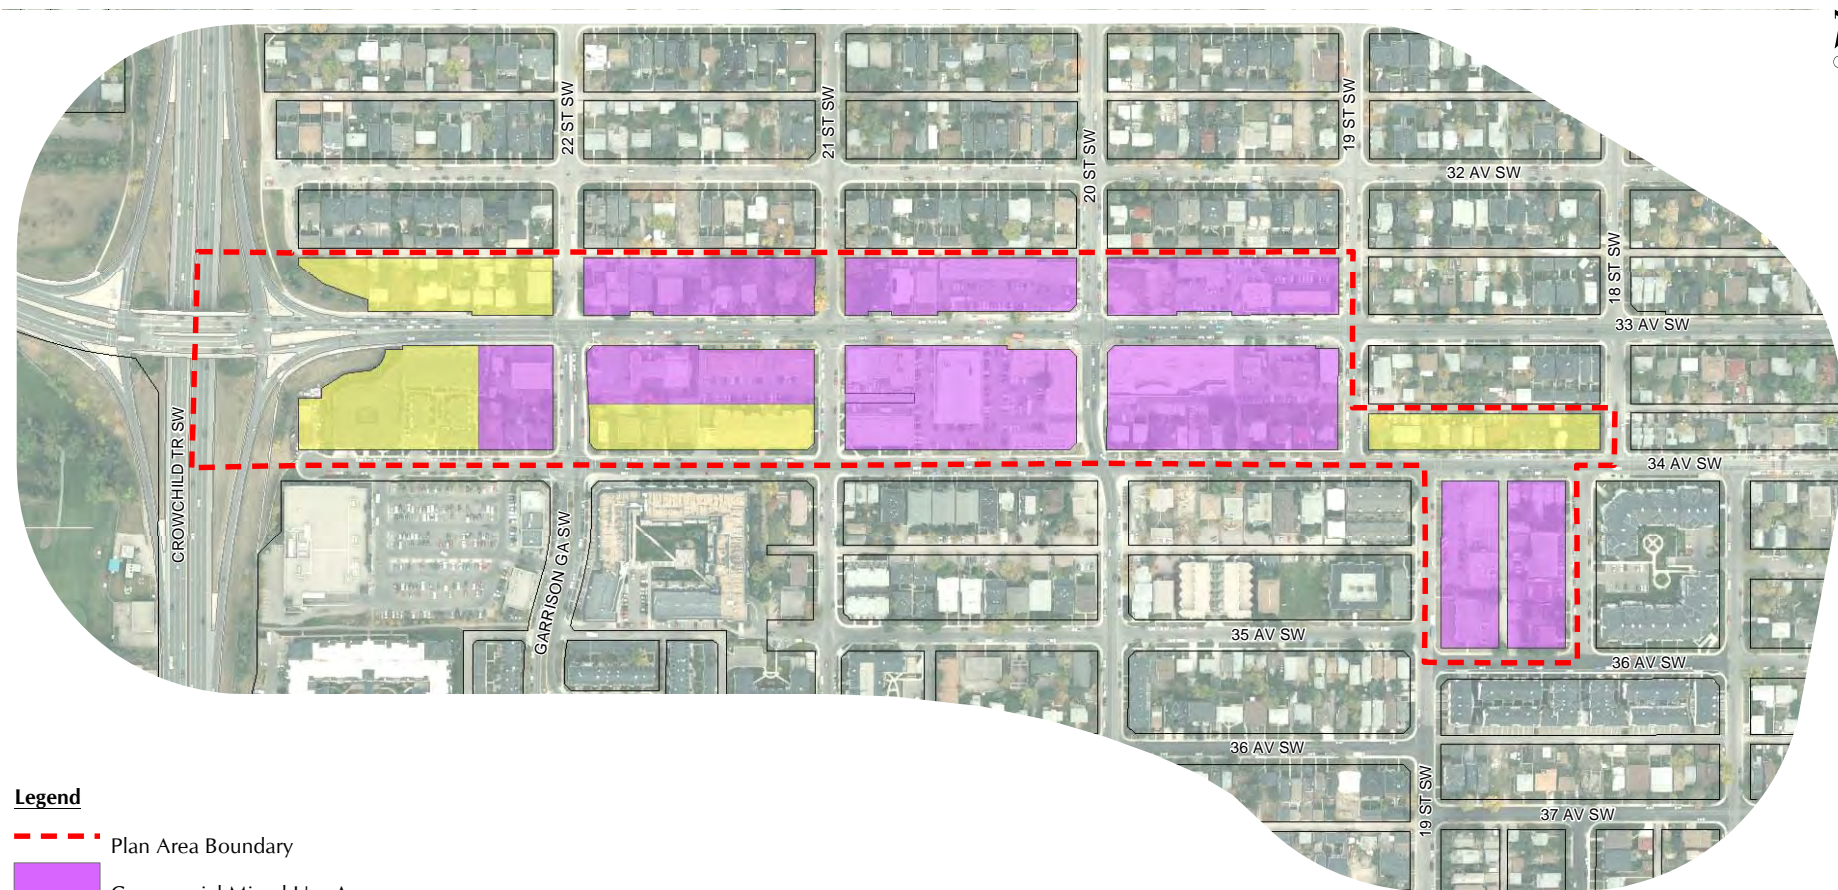 22 ST SW
21 ST SW
20 ST SW
19 ST SW
32 AV SW
18 ST SW
33 AV SW
CROWCHILD TR SW
34 AV SW
GARRISON GA SW
35 AV SW
36 AV SW
36 AV SW
19 ST SW
37 AV SW
Legend
Plan Area Boundary